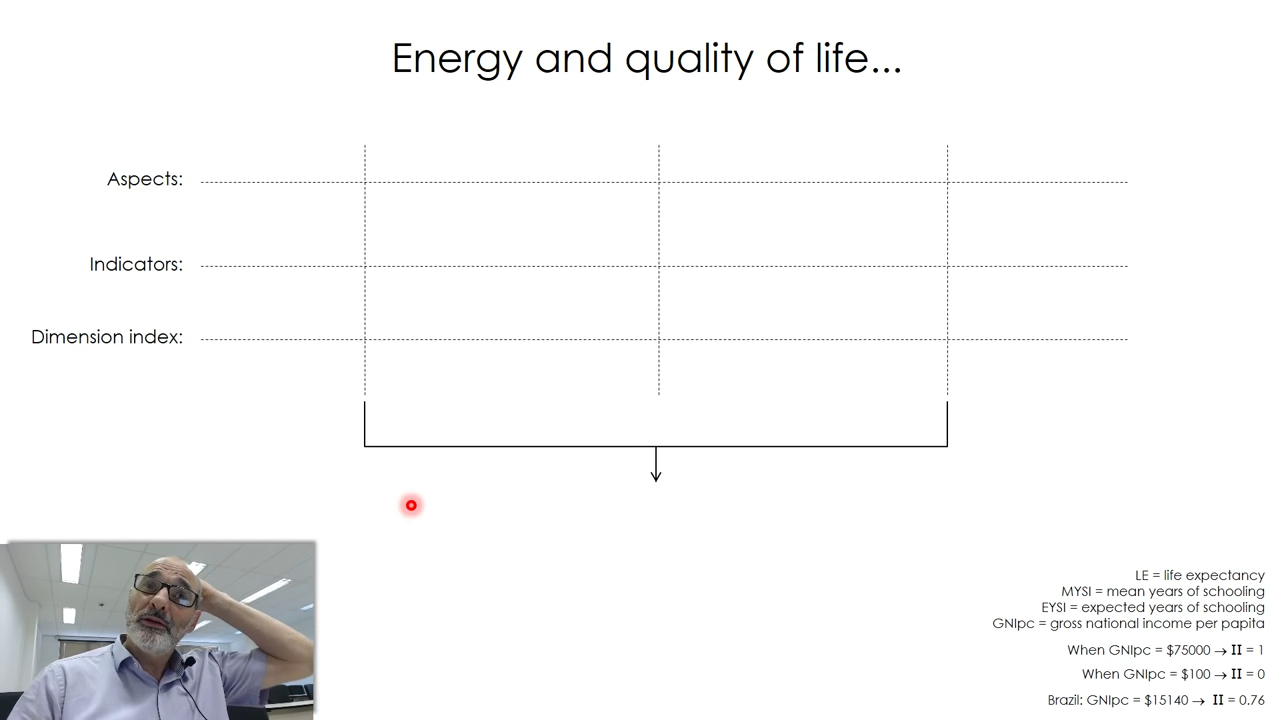 Energy and quality of life...
Aspects:
Indicators:
Dimension index:
LE = life expectancy
MYSI = mean years of schooling
EYSI = expected years of schooling
GNIpc = gross national income per papita
When GNIpc = $75000 → II = 1
When GNIpc = $100 → II = 0
Brazil: GNIpc = $15140 → II = 0.76